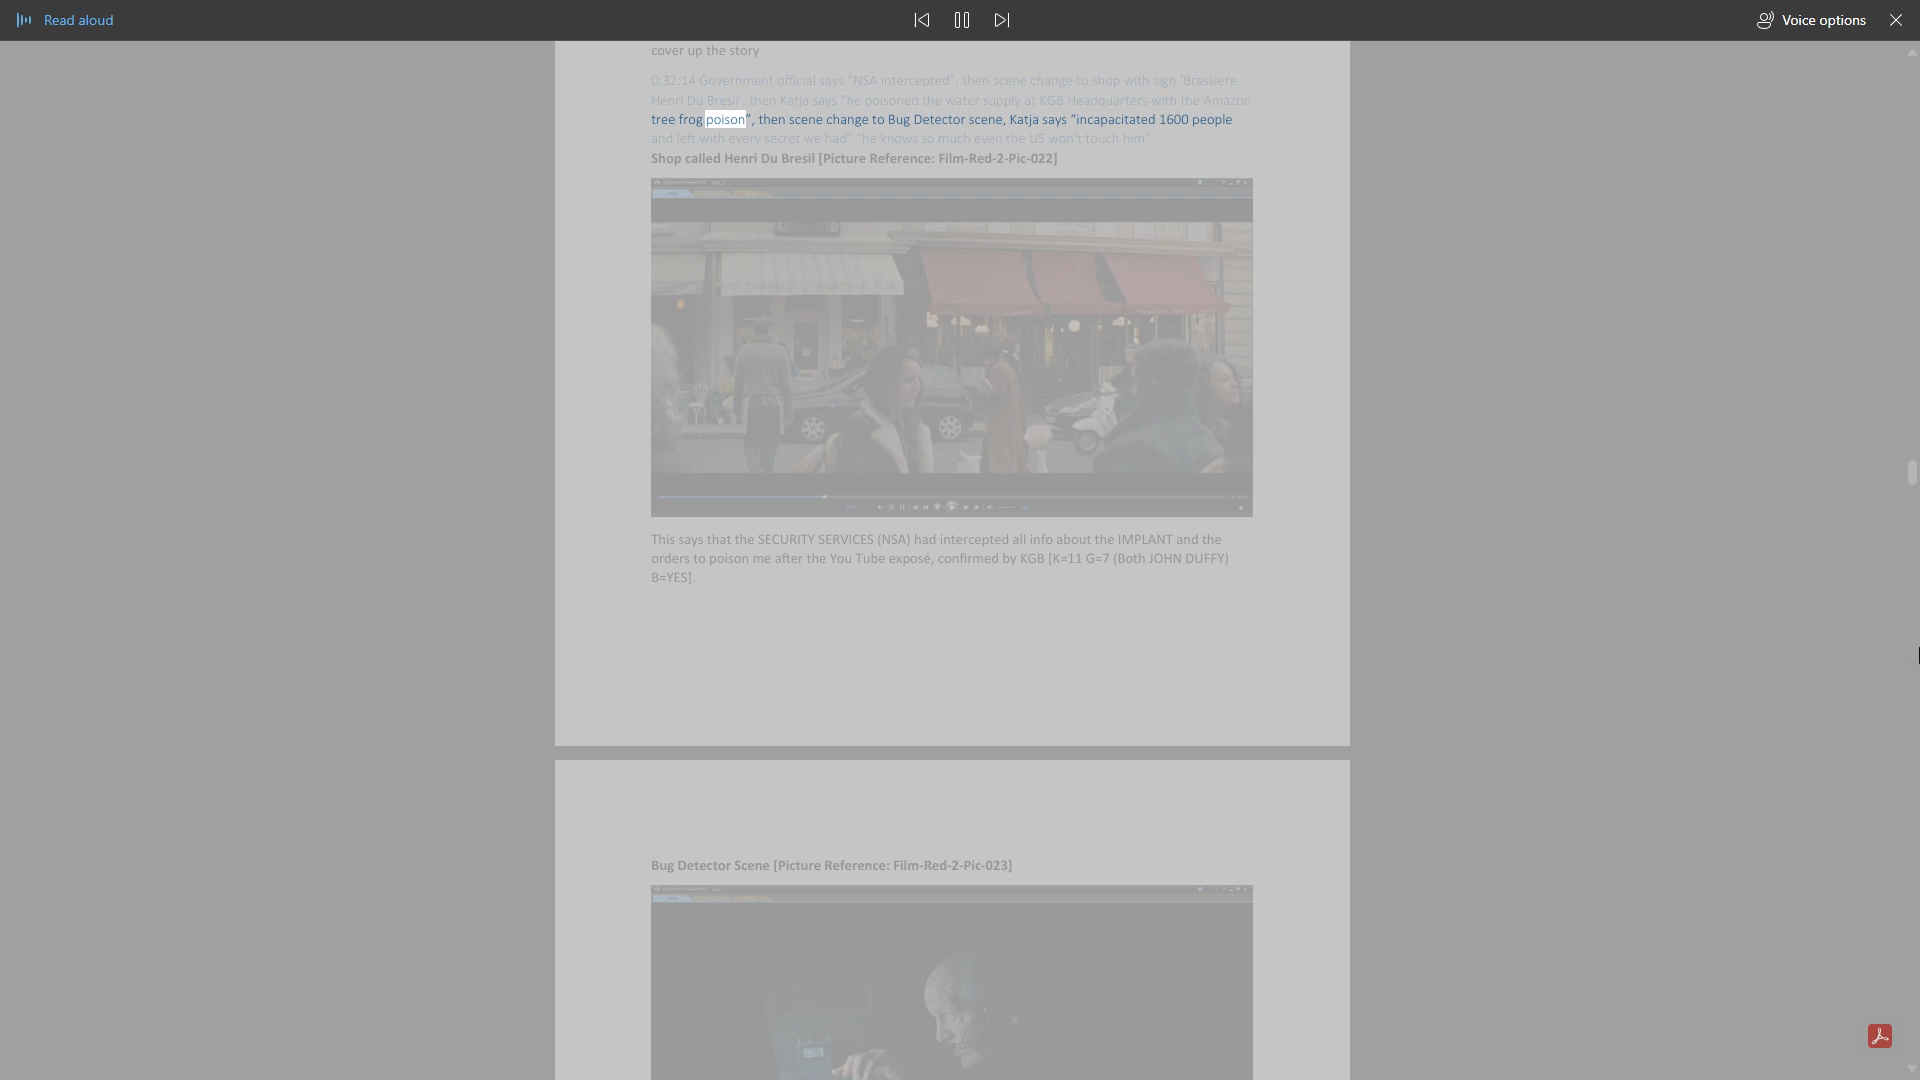 Read aloud
Voice options
cover up the story
0:32:14 Government official says "NSA intercepted", then scene change to shop with sign 'Brassiere
Henri Du Bresil', then Katja says "he poisoned the water supply at KGB Headquarters with the Amazon
tree frog poison", then scene change to Bug Detector scene, Katja says "incapacitated 1600 people
and left with every secret we had" "he knows so much even the US won't touch him"
Shop called Henri Du Bresil [Picture Reference: Film-Red-2-Pic-022]
This says that the SECURITY SERVICES (NSA) had intercepted all info about the IMPLANT and the
orders to poison me after the You Tube exposé, confirmed by KGB [K=11 G=7 (Both JOHN DUFFY)
B=YES].
Bug Detector Scene [Picture Reference: Film-Red-2-Pic-023]